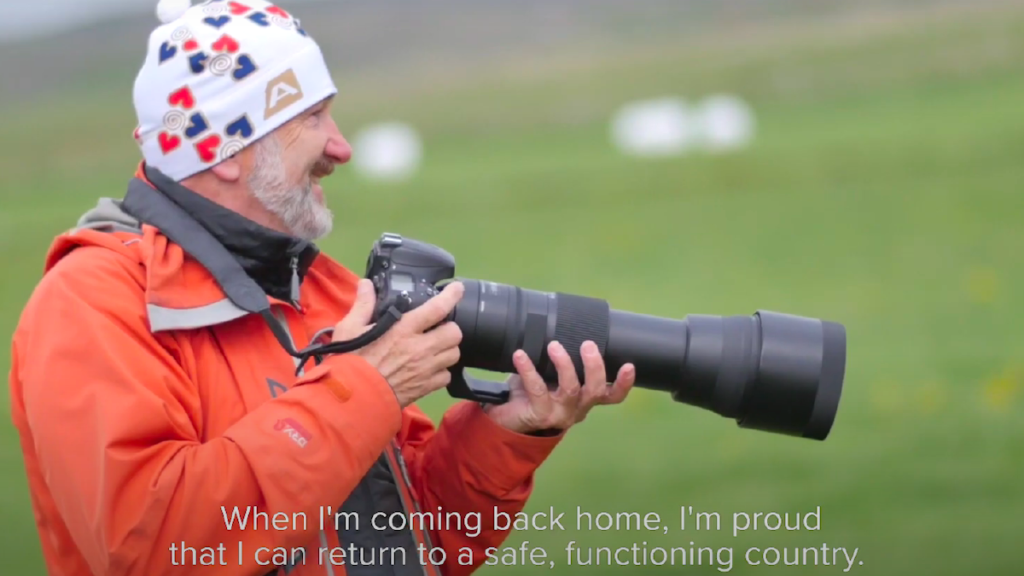 A
When I'm coming back home, I'm proud
that I can return to a safe, functioning country.